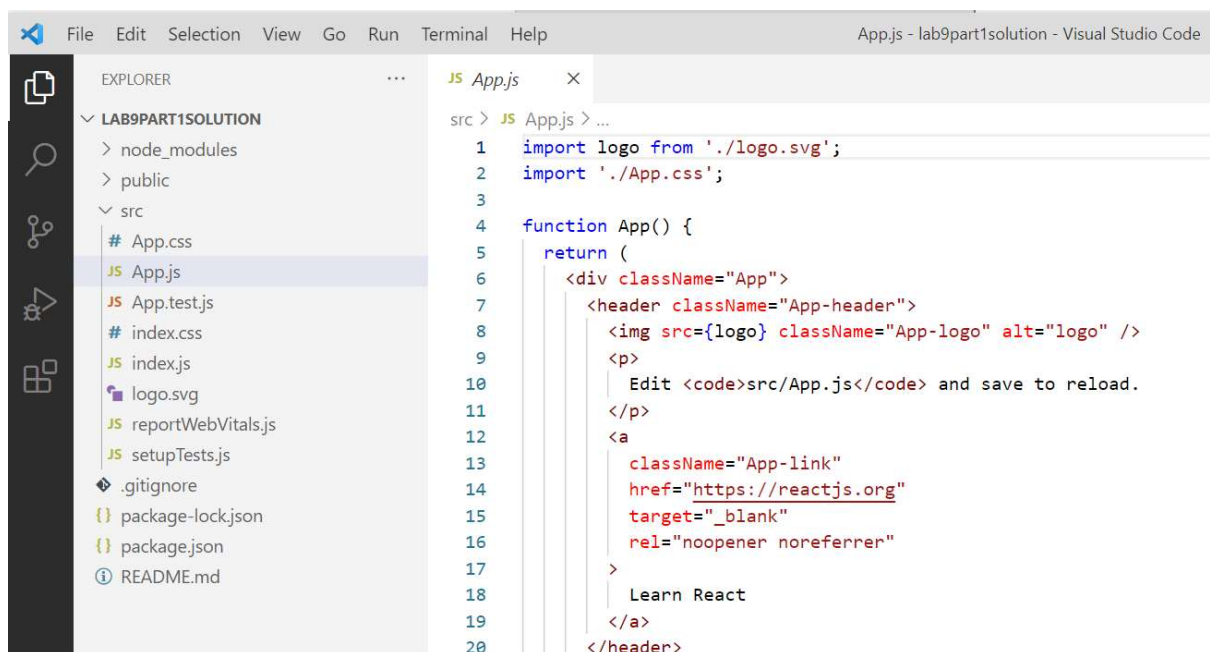 File Edit Selection View Go Run Terminal Help App.js - lab9part1solution - Visual Studio Code
EXPLORER ...
LAB9PART1SOLUTION
node_modules
public
src
# App.css
JS App.js
JS App.test.js
# index.css
JS index.js
logo.svg
JS reportWebVitals.js
JS setupTests.js
.gitignore
{} package-lock.json
{} package.json
README.md
JS App.js ×
src > JS App.js > ...
1 import logo from './logo.svg';
2 import './App.css';
3
4 function App() {
5 return (
6 <div className="App">
7 <header className="App-header">
8 <img src={logo} className="App-logo" alt="logo" />
9 <p>
10 Edit <code>src/App.js</code> and save to reload.
11 </p>
12 <a
13 className="App-link"
14 href="https://reactjs.org"
15 target="_blank"
16 rel="noopener noreferrer"
17 >
18 Learn React
19 </a>
20 </header>